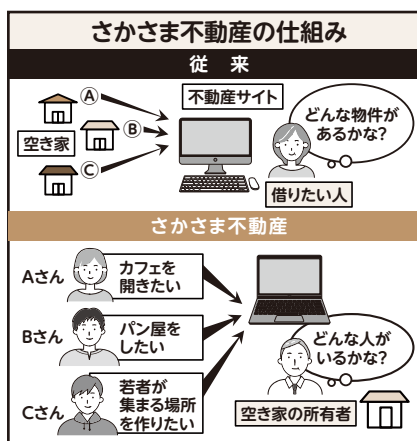 さかさま不動産の仕組み
従来
Ⓐ
不動産サイト
どんな物件が
あるかな?
空き家
Ⓑ
Ⓒ
借りたい人
さかさま不動産
Aさん
カフェを
開きたい
Bさん
パン屋を
したい
どんな人が
いるかな?
Cさん
若者が
集まる場所
を作りたい
空き家の所有者